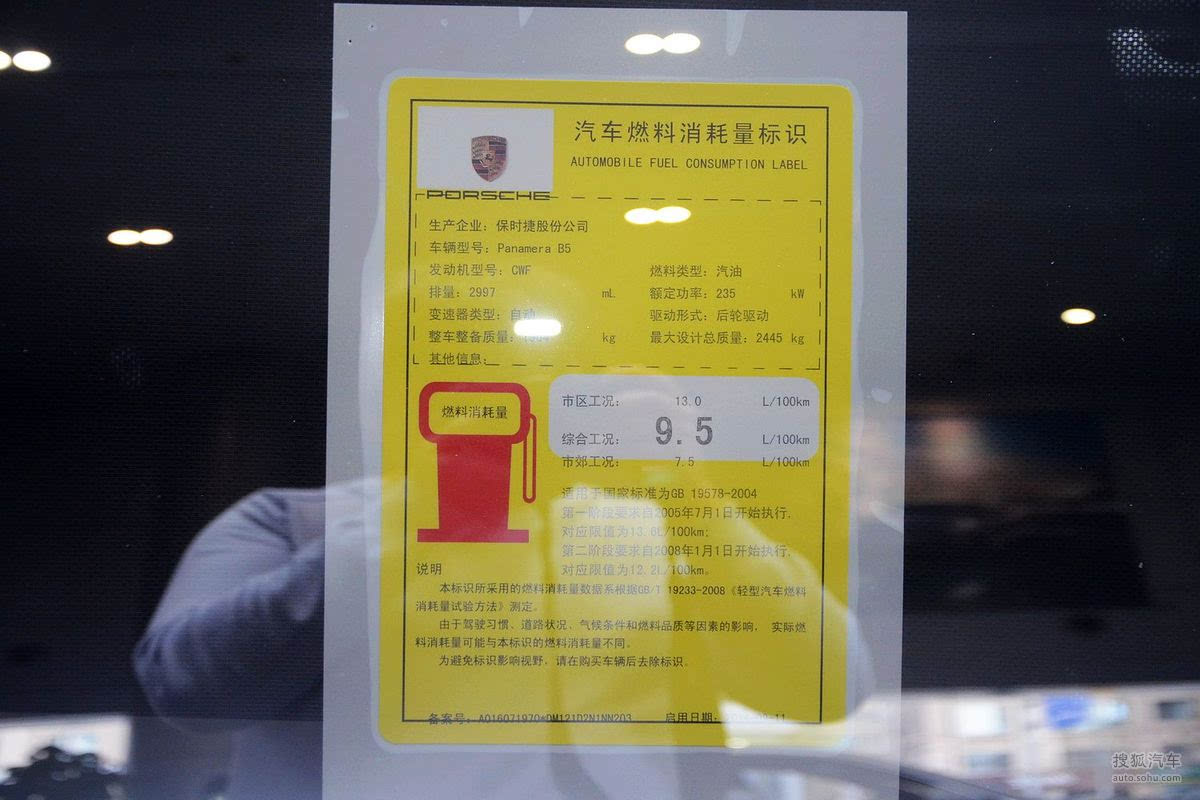 搜狐汽车
汽车燃料消耗量标识
AUTOMOBILE FUEL CONSUMPTION LABEL
PORSCHE
生产企业：保时捷股份公司
车辆型号：Panamera B5
发动机型号：CWF 燃料类型：汽油
排量：2997 mL 额定功率：235 kW
变速器类型：自动 驱动形式：后轮驱动
整车整备质量： kg 最大设计总质量：2445 kg
其他信息：
燃料消耗量
市区工况： 13.0 L/100km
综合工况： 9.5 L/100km
市郊工况： 7.5 L/100km
适用于国家标准为GB 19578-2004
第一阶段要求自2005年7月1日开始执行，
对应限值为13.6L/100km；
第二阶段要求自2008年1月1日开始执行，
对应限值为12.2L/100km。
说明
本标识所采用的燃料消耗量数据系根据GB/T 19233-2008《轻型汽车燃料
消耗量试验方法》测定。
由于驾驶习惯、道路状况、气候条件和燃料品质等因素的影响，实际燃
料消耗量可能与本标识的燃料消耗量不同。
为避免标识影响视野，请在购买车辆后去除标识。
备案号： 启用日期：
搜狐汽车
auto.sohu.com